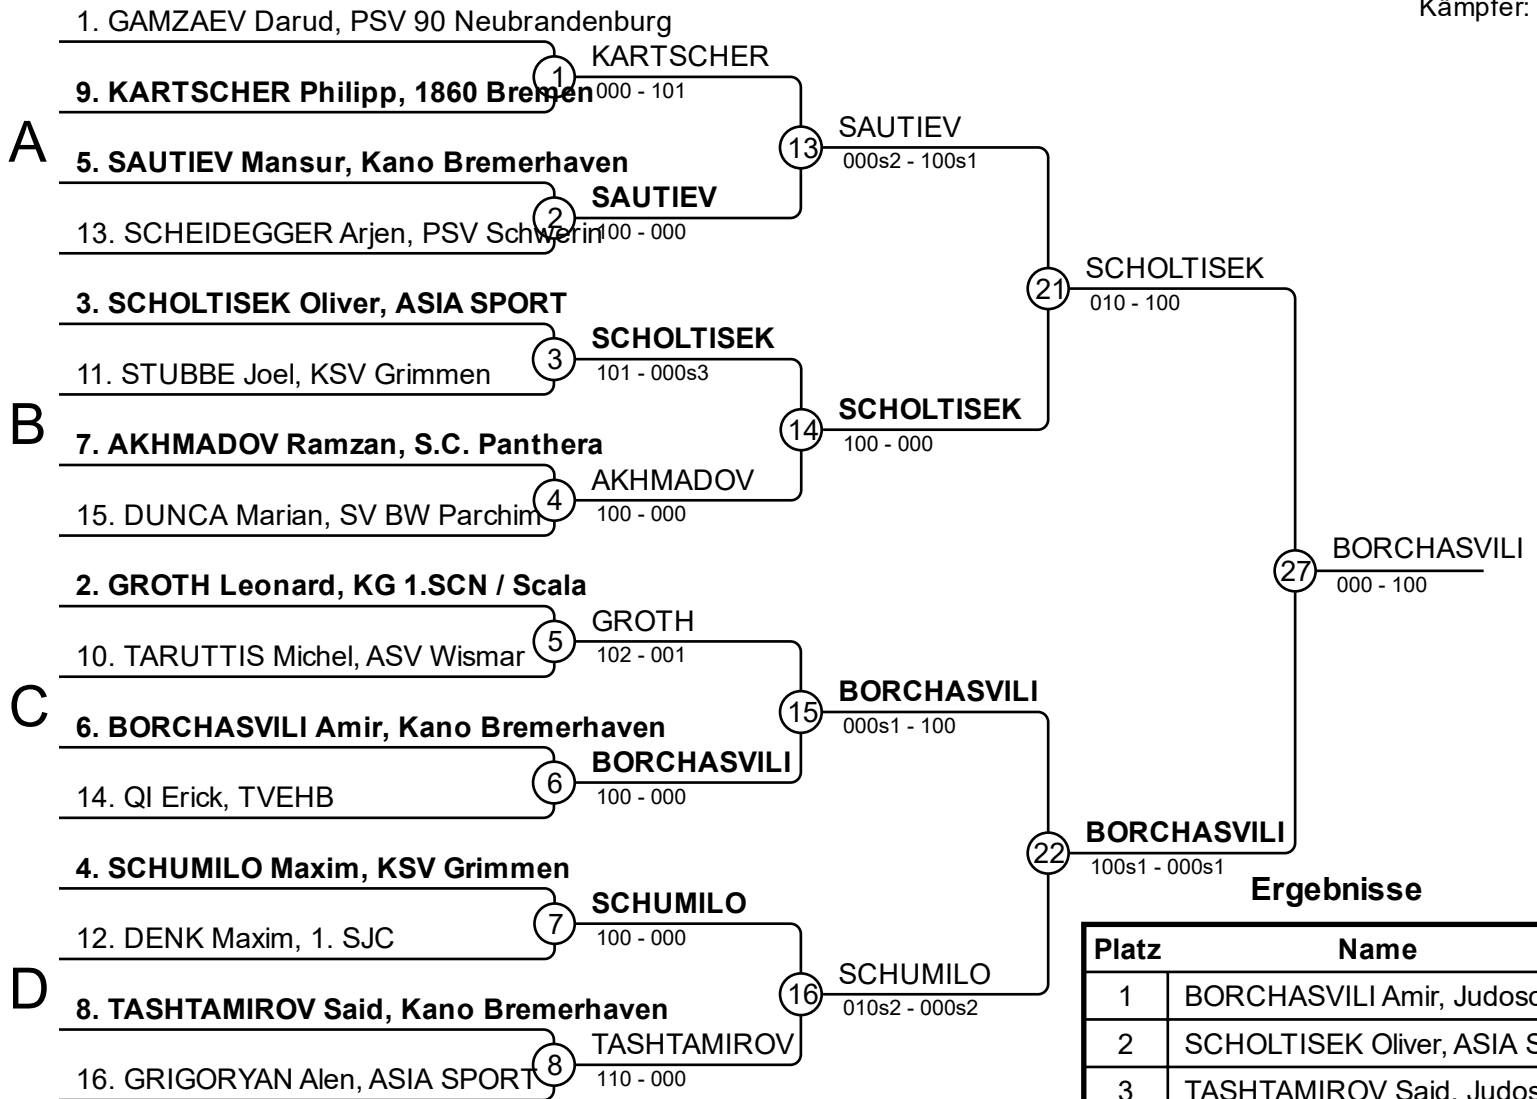 Kämpfer:
1. GAMZAEV Darud, PSV 90 Neubrandenburg
1
KARTSCHER
000 - 101
9. KARTSCHER Philipp, 1860 Bremen
A
13
SAUTIEV
000s2 - 100s1
5. SAUTIEV Mansur, Kano Bremerhaven
2
SAUTIEV
100 - 000
13. SCHEIDEGGER Arjen, PSV Schwerin
21
SCHOLTISEK
010 - 100
3. SCHOLTISEK Oliver, ASIA SPORT
3
SCHOLTISEK
101 - 000s3
11. STUBBE Joel, KSV Grimmen
B
14
SCHOLTISEK
100 - 000
7. AKHMADOV Ramzan, S.C. Panthera
4
AKHMADOV
100 - 000
15. DUNCA Marian, SV BW Parchim
27
BORCHASVILI
000 - 100
2. GROTH Leonard, KG 1.SCN / Scala
5
GROTH
102 - 001
10. TARUTTIS Michel, ASV Wismar
C
15
BORCHASVILI
000s1 - 100
6. BORCHASVILI Amir, Kano Bremerhaven
6
BORCHASVILI
100 - 000
14. QI Erick, TVEHB
22
BORCHASVILI
100s1 - 000s1
4. SCHUMILO Maxim, KSV Grimmen
7
SCHUMILO
100 - 000
12. DENK Maxim, 1. SJC
D
16
SCHUMILO
010s2 - 000s2
8. TASHTAMIROV Said, Kano Bremerhaven
8
TASHTAMIROV
110 - 000
16. GRIGORYAN Alen, ASIA SPORT
Ergebnisse
Platz Name
1 BORCHASVILI Amir,
2 SCHOLTISEK Oliver, ASIA S
3 TASHTAMIROV Said,